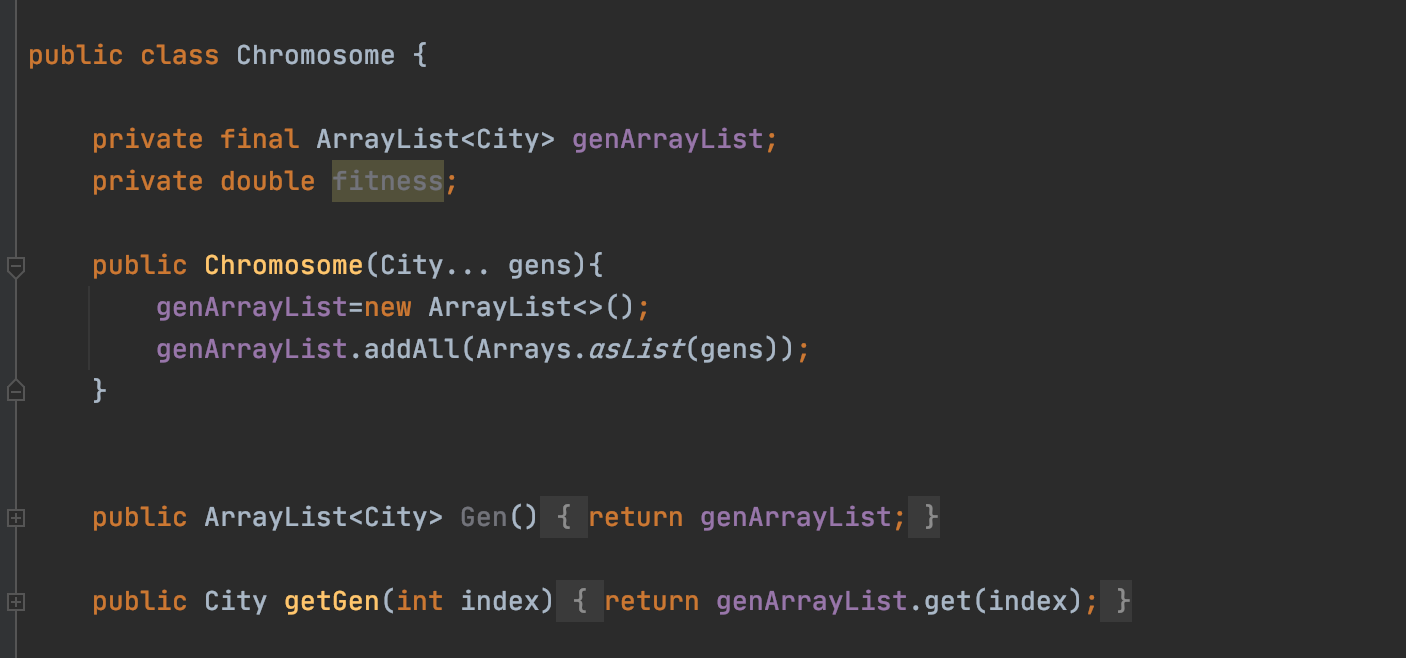 public class Chromosome {
private final ArrayList<City> genArrayList;
private double fitness;
public Chromosome(City... gens){
genArrayList=new ArrayList<>();
genArrayList.addAll(Arrays.asList(gens));
}
public ArrayList<City> Gen() { return genArrayList; }
public City getGen(int index) { return genArrayList.get(index); }